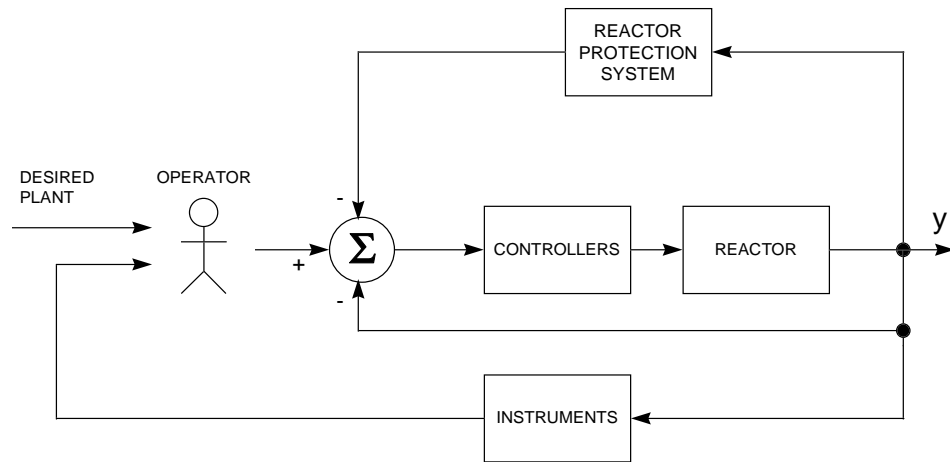 REACTOR
PROTECTION
SYSTEM
DESIRED
PLANT
OPERATOR
-
Σ
+
-
CONTROLLERS
REACTOR
y
INSTRUMENTS